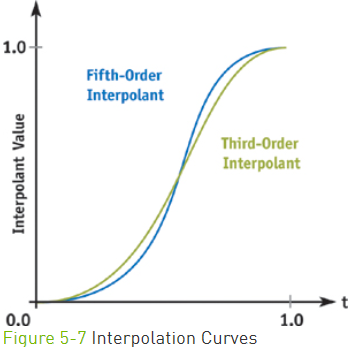 1.0
Fifth-Order
Interpolant
Third-Order
Interpolant
Interpolant Value
t
0.0
1.0
Figure 5-7 Interpolation Curves